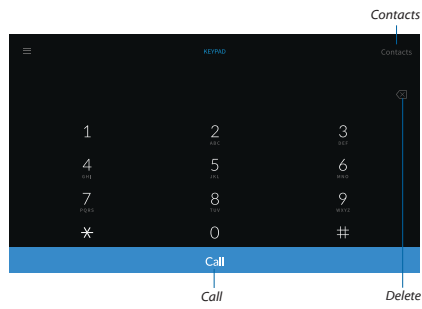 Contacts
KEYPAD
Contacts
1 2 3
ABC DEF
4 5 6
GHI JKL MNO
7 8 9
PQRS TUV WXYZ
* 0 #
Call
Call
Delete